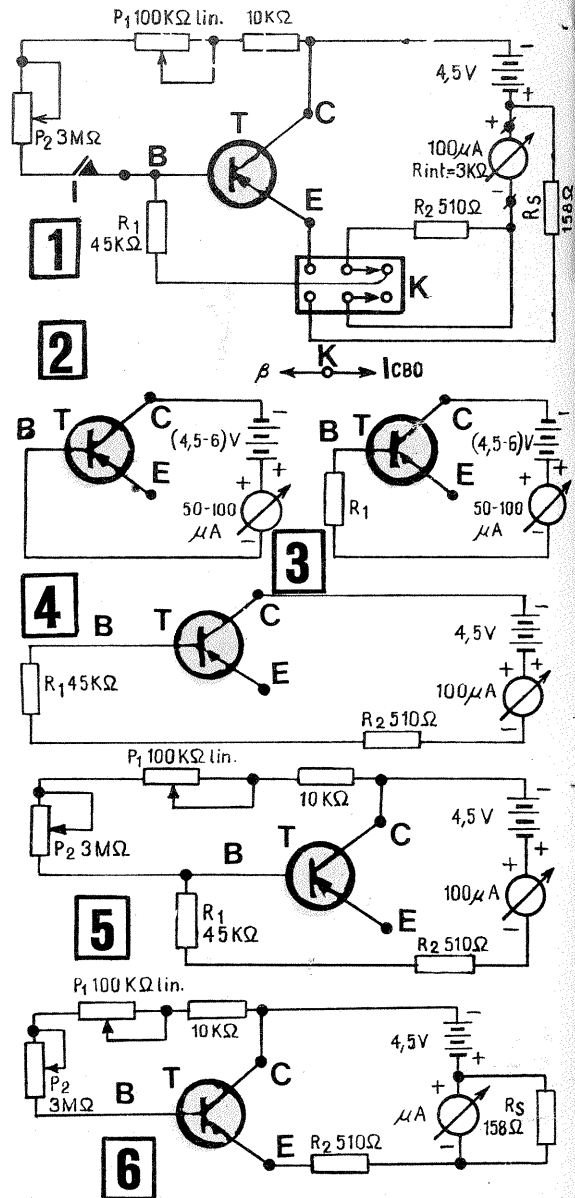 P1 100KΩ lin. 10KΩ
4,5V
P2 3MΩ
T
C
B
E
I
100μA
Rint=3KΩ
R1
45KΩ
R2 510Ω
RS
158Ω
K
1
β K ICBO
2
B T C E
(4,5-6)V
50-100
μA
B T C E
R1
(4,5-6)V
50-100
μA
3
4
B T C E
R1 45KΩ
R2 510Ω
4,5V
100μA
P1 100KΩ lin.
10KΩ
P2 3MΩ
B T C E
4,5V
100μA
R1
45KΩ
R2 510Ω
5
P1 100 KΩ lin.
10KΩ
P2
3MΩ
B T C E
4,5V
μA
RS
158Ω
R2 510Ω
6